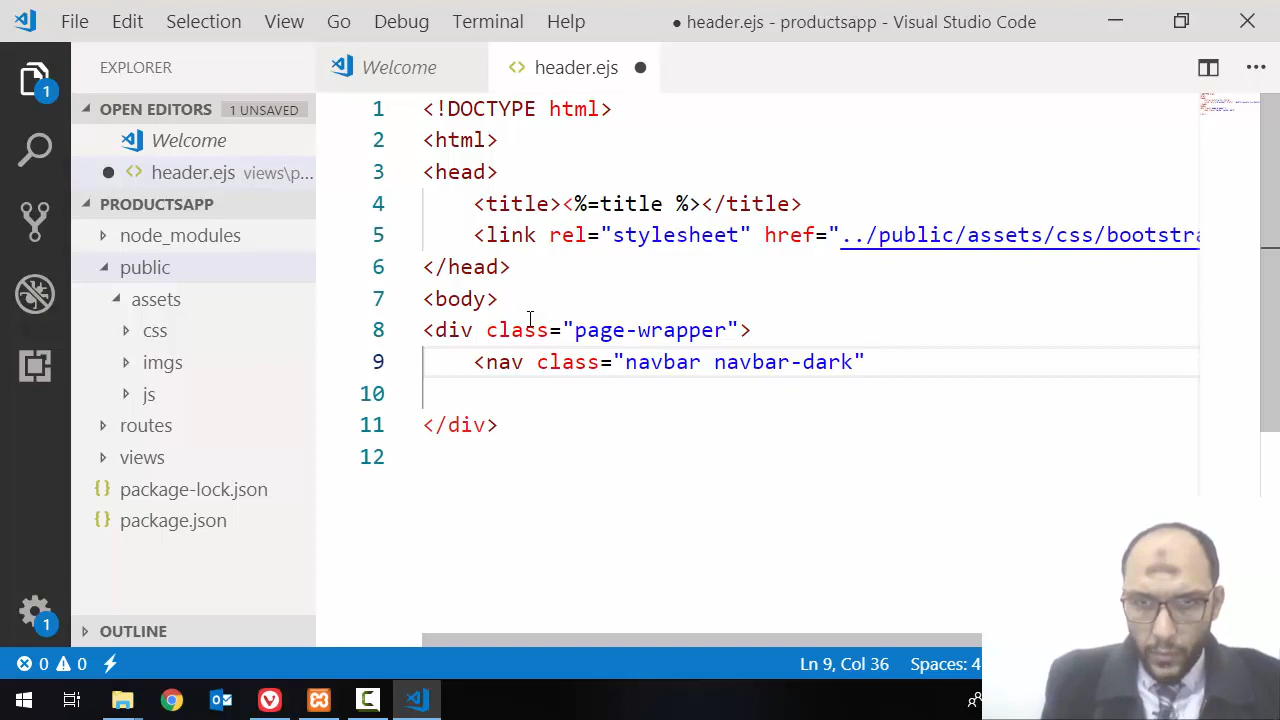 File Edit Selection View Go Debug Terminal Help ● header.ejs - productsapp - Visual Studio Code
EXPLORER
Welcome
header.ejs
OPEN EDITORS 1 UNSAVED
Welcome
header.ejs views\p...
PRODUCTSAPP
node_modules
public
assets
css
imgs
js
routes
views
{} package-lock.json
{} package.json
OUTLINE
1
1
1 <!DOCTYPE html>
2 <html>
3 <head>
4 <title><%=title %></title>
5 <link rel="stylesheet" href="../public/assets/css/bootstra
6 </head>
7 <body>
8 <div class="page-wrapper">
9 <nav class="navbar navbar-dark"
10
11 </div>
12
0 0 Ln 9, Col 36 Spaces: 4